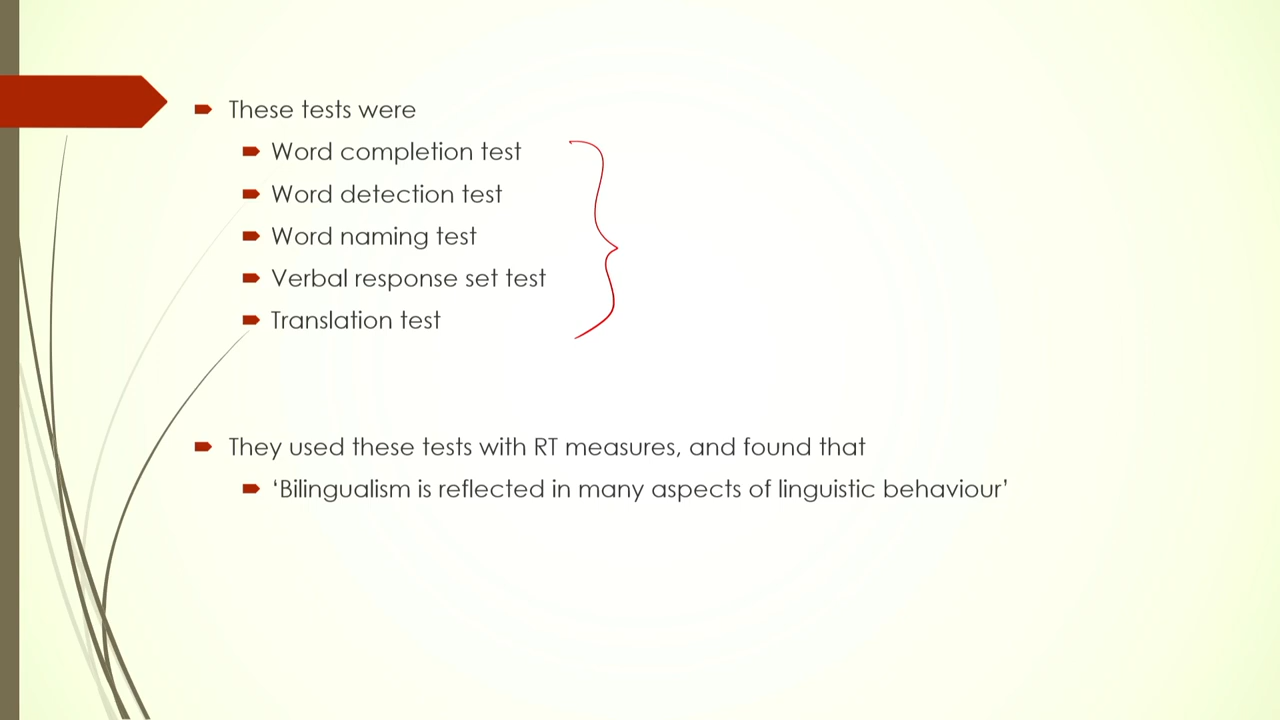 These tests were
Word completion test
Word detection test
Word naming test
Verbal response set test
Translation test
They used these tests with RT measures, and found that
‘Bilingualism is reflected in many aspects of linguistic behaviour’